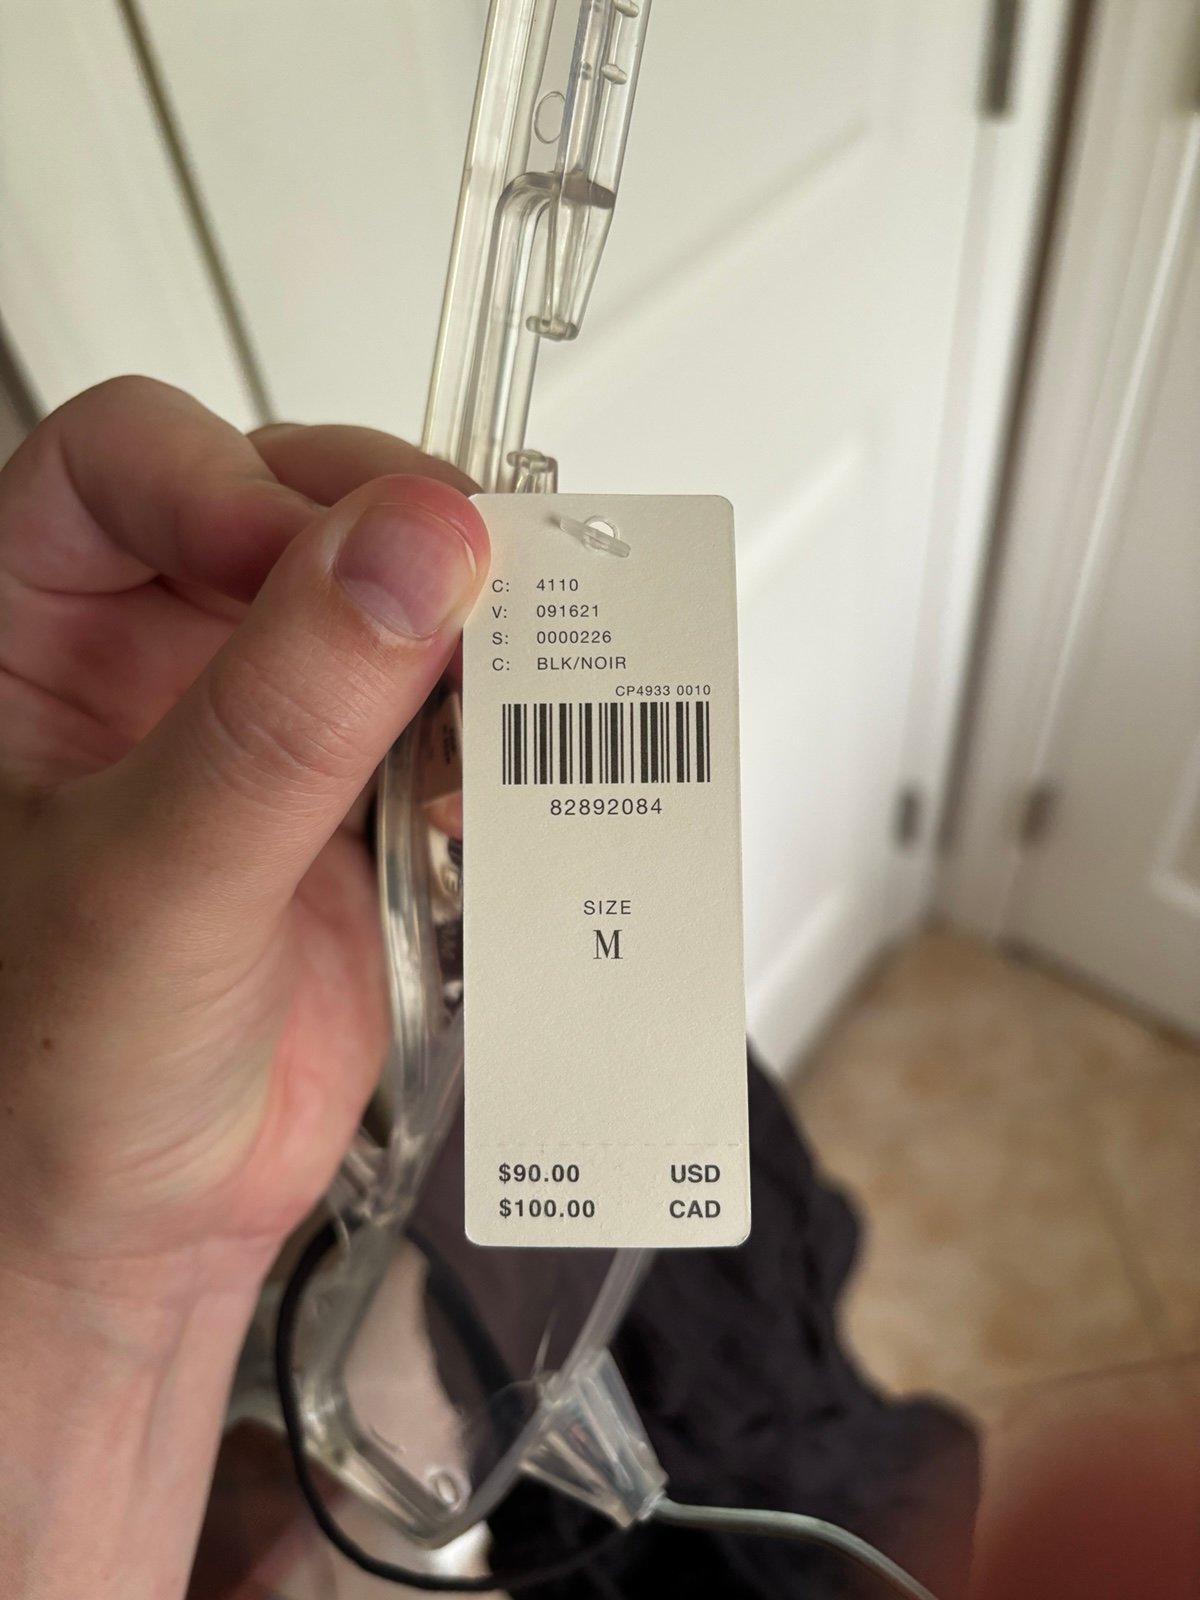 C: 4110
V: 091621
S: 0000226
C: BLK/NOIR
CP4933 0010
82892084
SIZE
M
$90.00 USD
$100.00 CAD